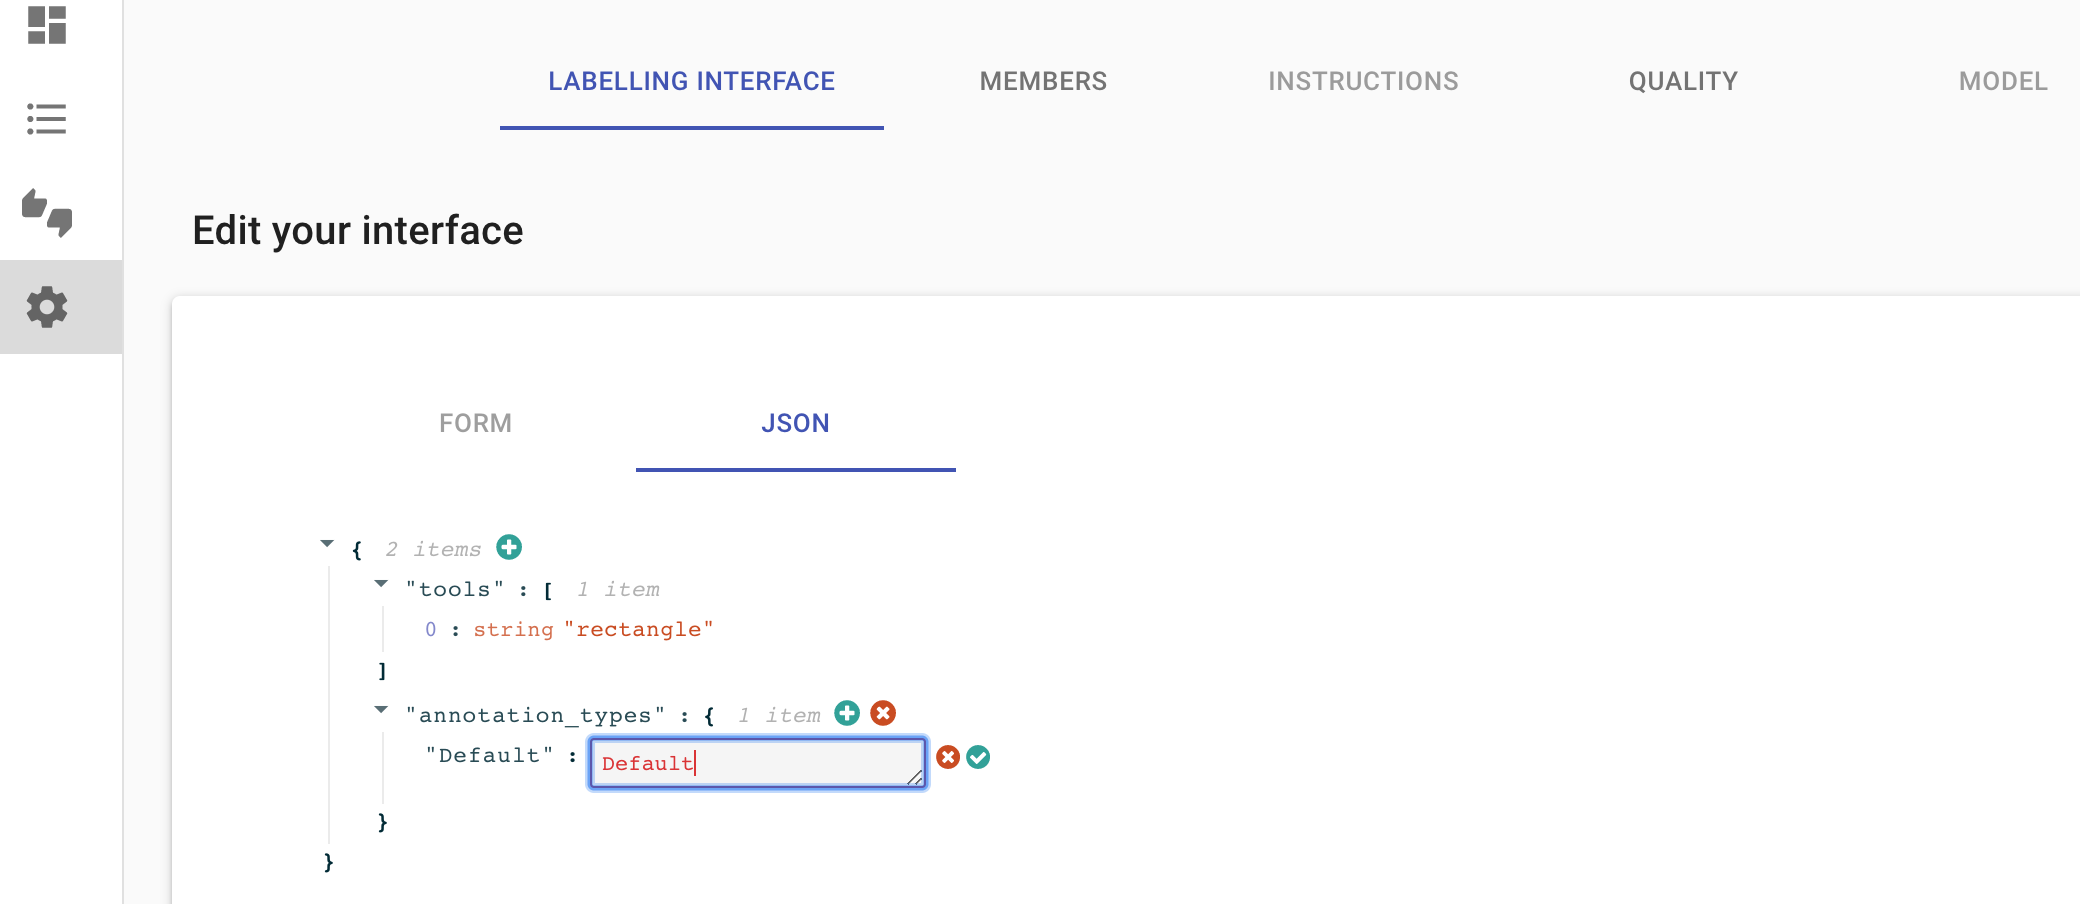 LABELLING INTERFACE MEMBERS INSTRUCTIONS QUALITY MODEL
Edit your interface
FORM JSON
{ 2 items
"tools" : [ 1 item
0 : string "rectangle"
]
"annotation_types" : { 1 item
"Default" : Default
}
}